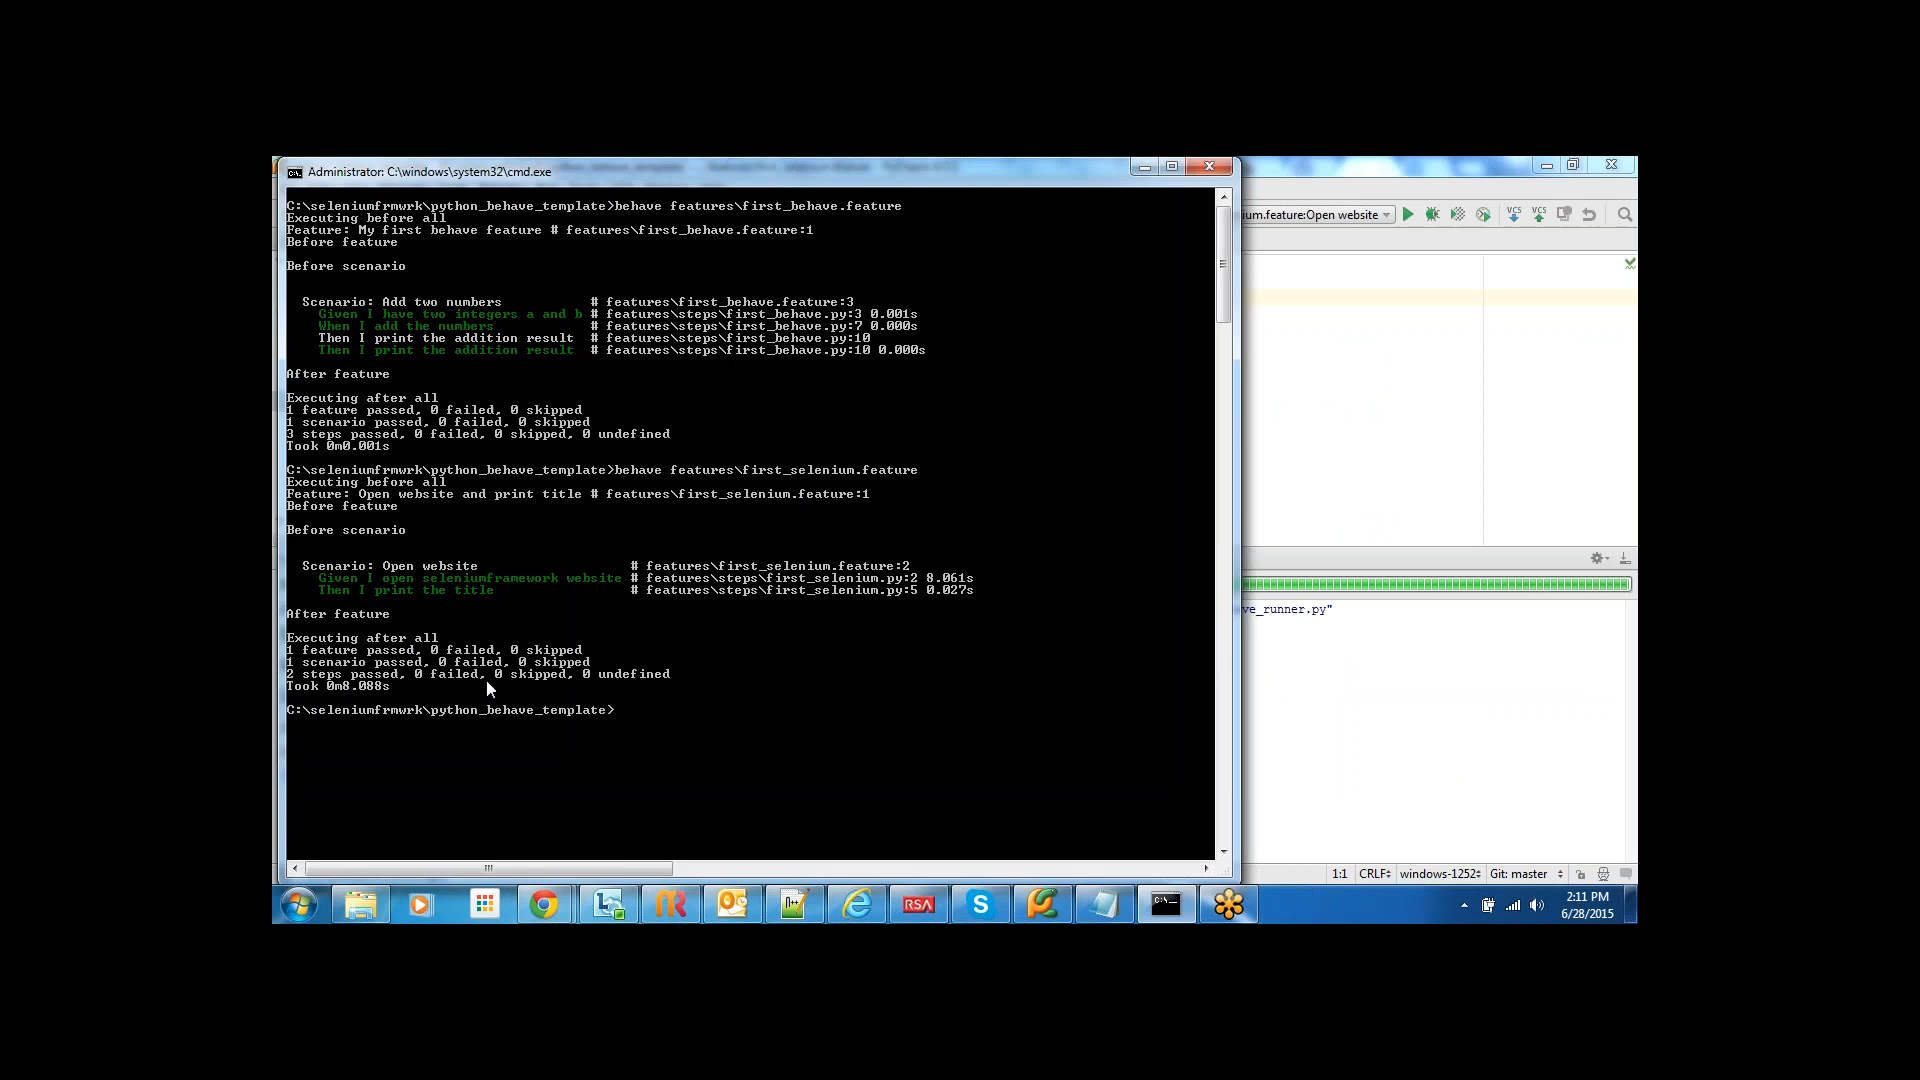 Administrator: C:\windows\system32\cmd.exe
C:\seleniumfrmwrk\python_behave_template>behave features\first_behave.feature
Executing before all
Feature: My first behave feature # features\first_behave.feature:1
Before feature
Before scenario
Scenario: Add two numbers # features\first_behave.feature:3
Given I have two integers a and b # features\steps\first_behave.py:3 0.001s
When I add the numbers # features\steps\first_behave.py:7 0.000s
Then I print the addition result # features\steps\first_behave.py:10
Then I print the addition result # features\steps\first_behave.py:10 0.000s
After feature
Executing after all
1 feature passed, 0 failed, 0 skipped
1 scenario passed, 0 failed, 0 skipped
3 steps passed, 0 failed, 0 skipped, 0 undefined
Took 0m0.001s
C:\seleniumfrmwrk\python_behave_template>behave features\first_selenium.feature
Executing before all
Feature: Open website and print title # features\first_selenium.feature:1
Before feature
Before scenario
Scenario: Open website # features\first_selenium.feature:2
Given I open seleniumframework website # features\steps\first_selenium.py:2 8.061s
Then I print the title # features\steps\first_selenium.py:5 0.027s
After feature
Executing after all
1 feature passed, 0 failed, 0 skipped
1 scenario passed, 0 failed, 0 skipped
2 steps passed, 0 failed, 0 skipped, 0 undefined
Took 0m8.088s
C:\seleniumfrmwrk\python_behave_template>
um.feature:Open website
VCS VCS
ve_runner.py"
1:1 CRLF windows-1252 Git: master
RSA
2:11 PM
6/28/2015